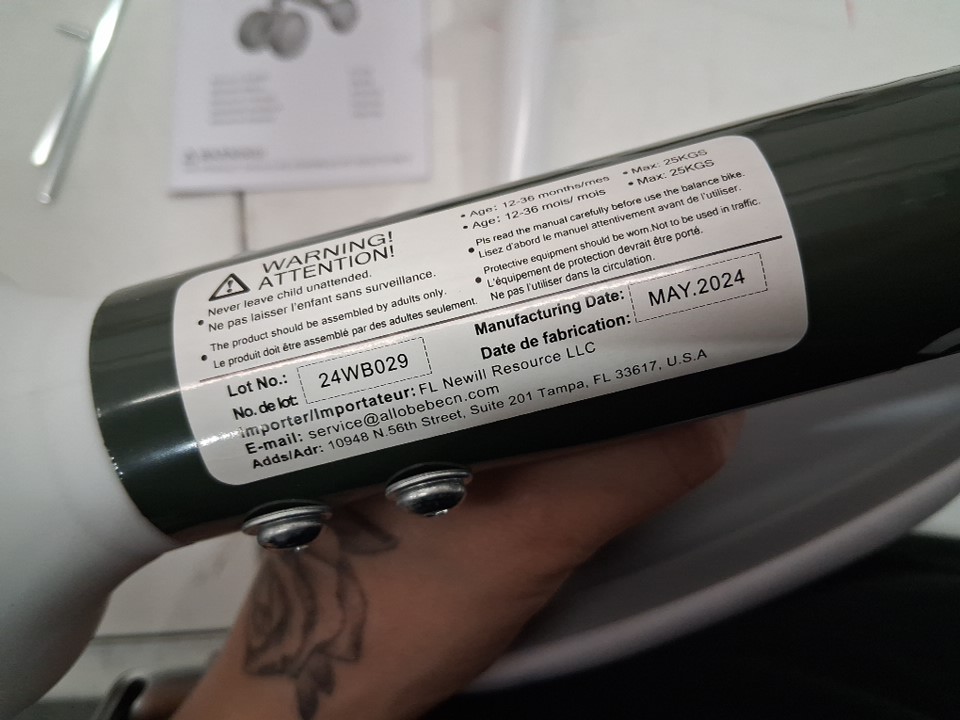 WARNING!
ATTENTION!
Never leave child unattended.
• Ne pas laisser l'enfant sans surveillance.
The product should be assembled by adults only.
• Le produit doit être assemblé par des adultes seulement.
• Age: 12-36 months/mes • Max: 25KGS
• Age: 12-36 mois/ mois • Max: 25KGS
Pls read the manual carefully before use the balance bike.
• Lisez d'abord le manuel attentivement avant de l'utiliser.
Protective equipment should be worn.Not to be used in traffic.
• L'équipement de protection devrait être porté.
Ne pas l'utiliser dans la circulation.
Lot No.:
No. de lot:
24WB029
Manufacturing Date:
Date de fabrication:
MAY.2024
Importer/Importateur: FL Newill Resource LLC
E-mail: service@allobebecn.com
Adds/Adr: 10948 N.56th Street, Suite 201 Tampa, FL 33617, U.S.A